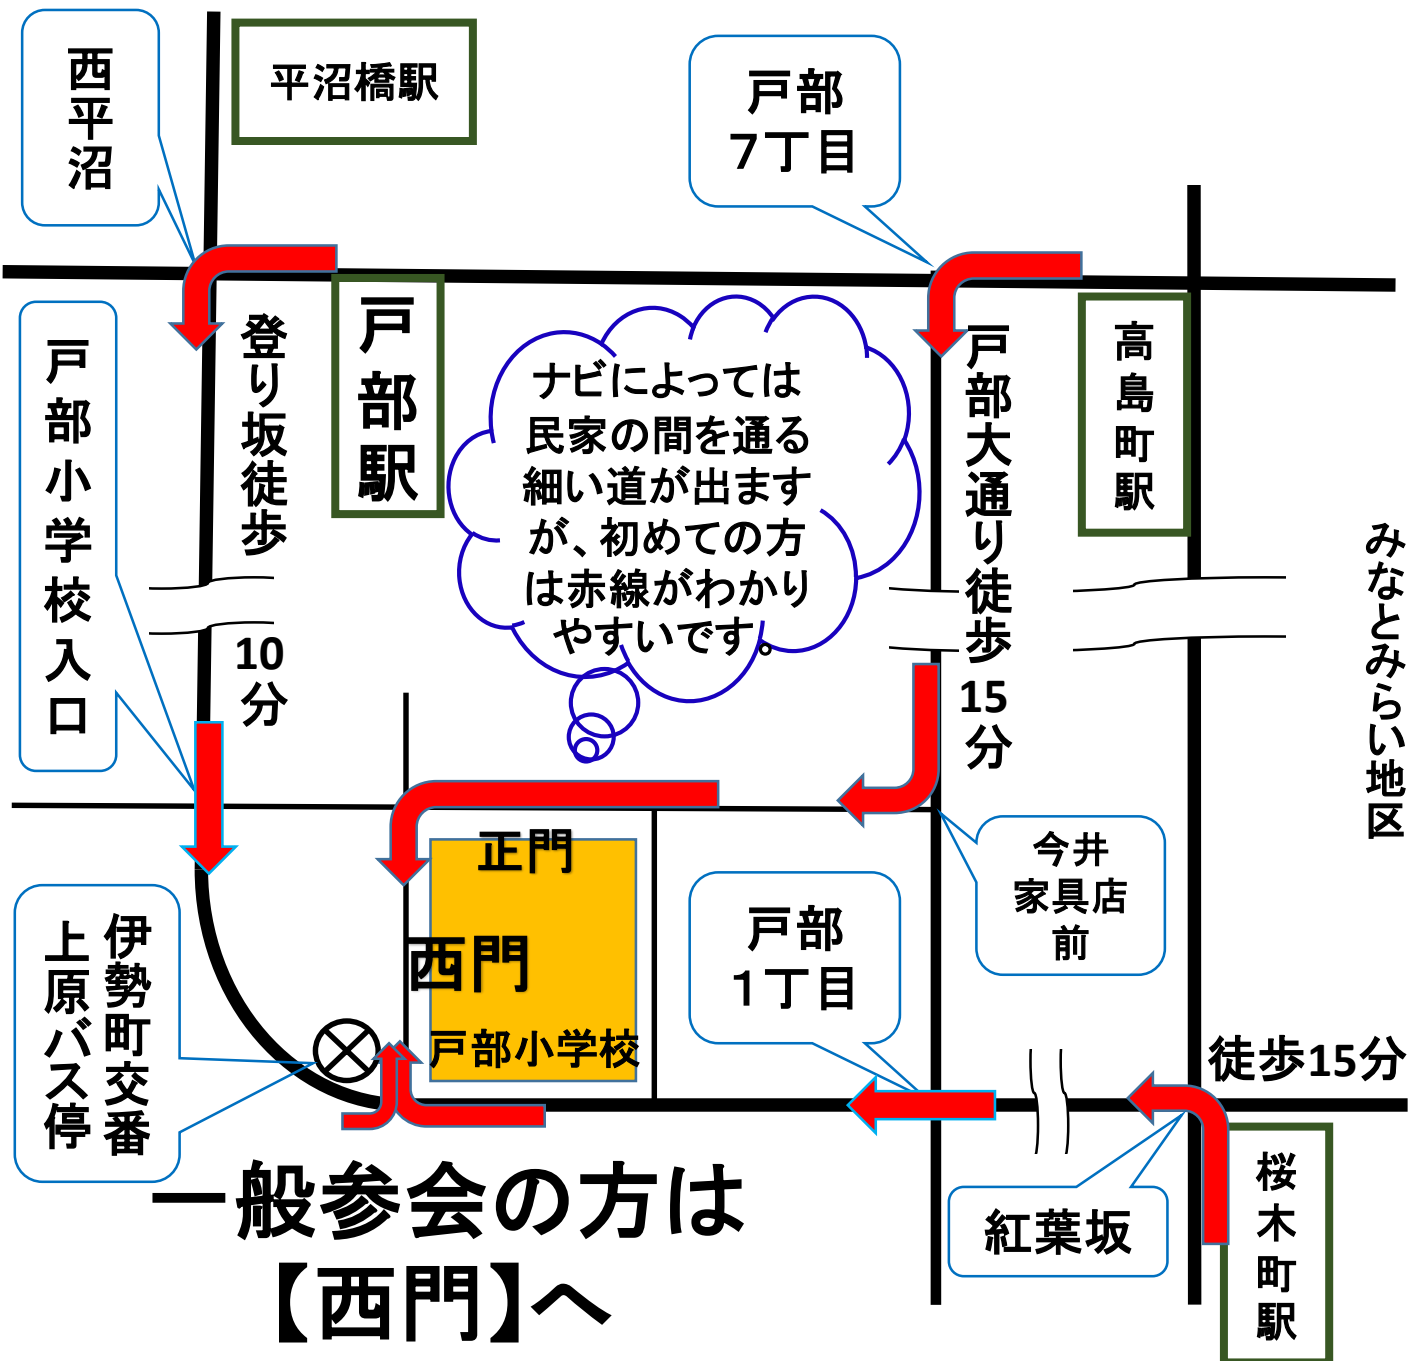 西平沼
平沼橋駅
戸部
7丁目
戸部小学校入口
登り坂徒歩
10
分
戸部駅
ナビによっては
民家の間を通る
細い道が出ます
が、初めての方
は赤線がわかり
やすいです。
戸部大通り徒歩
15
分
高島町駅
みなとみらい地区
正門
西門
戸部小学校
戸部
1丁目
今井
家具店
前
伊勢町交番
上原バス停
徒歩15分
紅葉坂
桜木町駅
一般参会の方は
【西門】へ